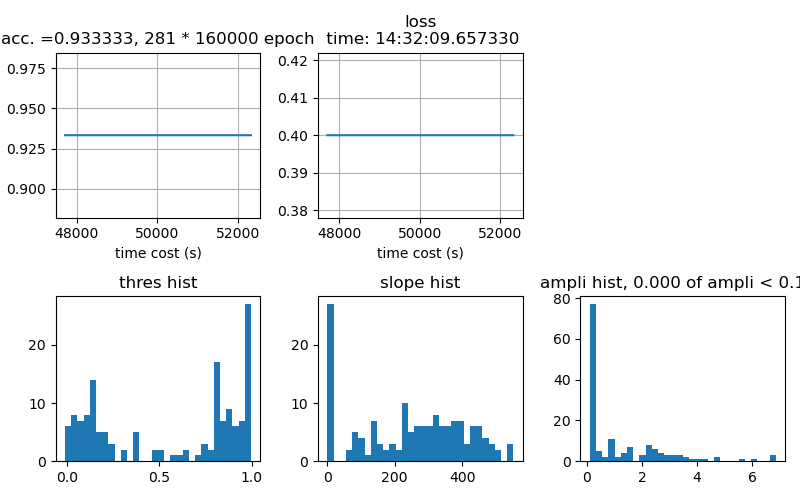 loss
acc. =0.933333, 281 * 160000 epoch time: 14:32:09.657330
0.975
0.950
0.925
0.900
48000 50000 52000
time cost (s)
0.42
0.41
0.40
0.39
0.38
48000 50000 52000
time cost (s)
thres hist
20
10
0
0.0 0.5 1.0
slope hist
20
10
0
0 200 400
ampli hist, 0.000 of ampli < 0.1
80
60
40
20
0
0 2 4 6